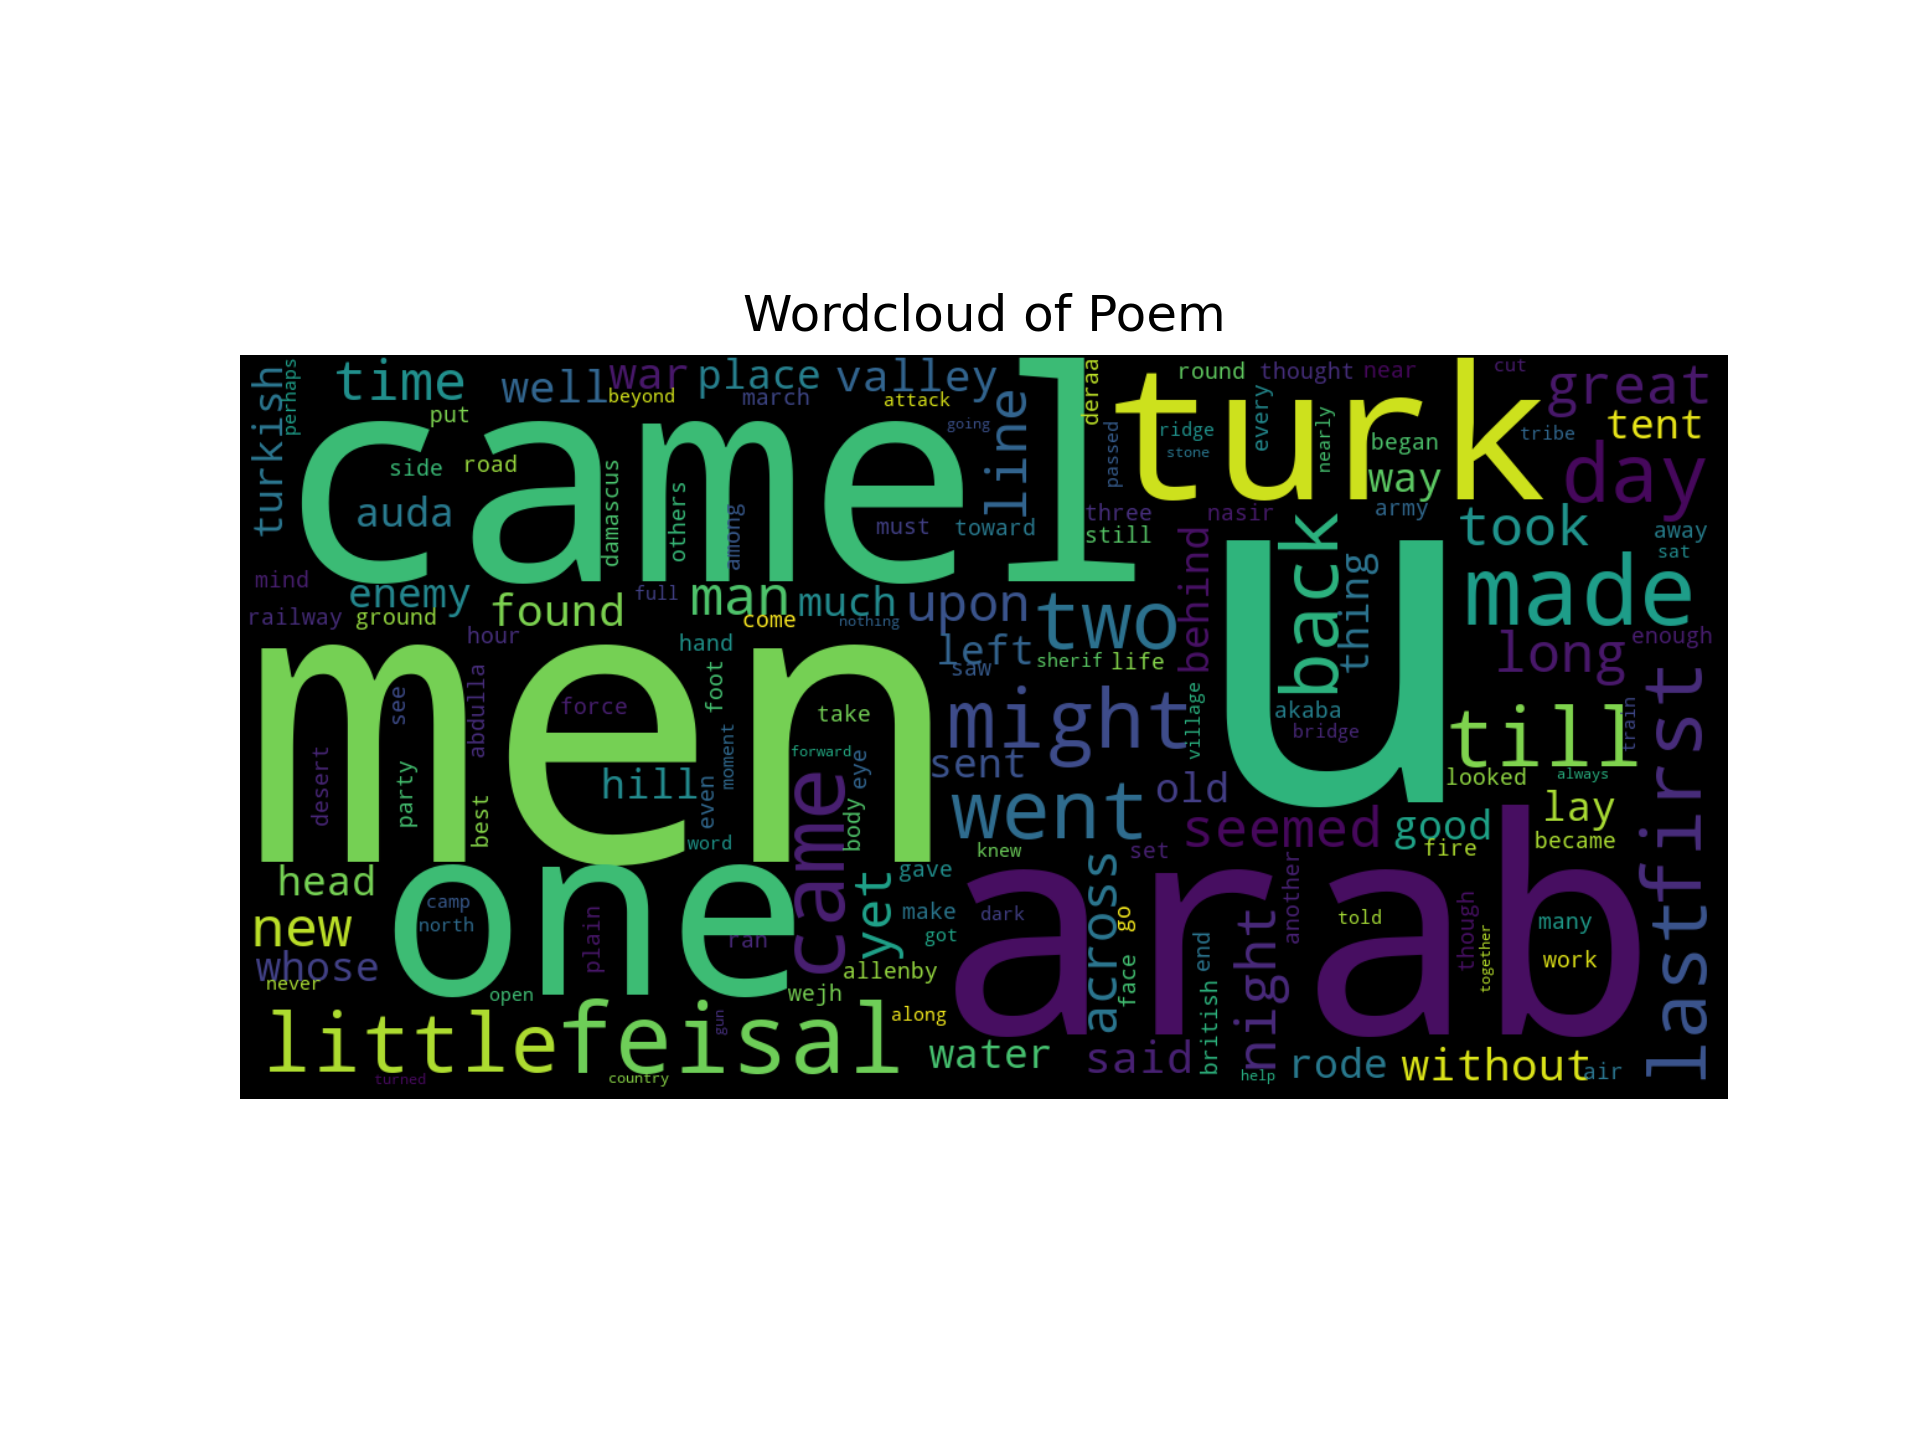 Wordcloud of Poem
turkish perhaps time well war place valley line deraa round thought near cut great
put beyond march attack going every nearly tent
camel turk
side road passed ridge stone began tribe day
auda damascus others among must toward three nasir way army took away
still sat
mind enemy man much upon two behind back thing made
railway ground found full come nothing
hour hand left long enough
saw sherif life
men u
see abdulla force foot take might village akaba bridge till train first
desert party best hill even moment forward eye sent looked always
came body went old lay
word seemed good fire became
head knew set
one arab
new camp north plain ran yet gave make got dark across go another told though many
whose allenby face end night together work last
never open wejh
little feisal gun along water said british rode without
turned country help air